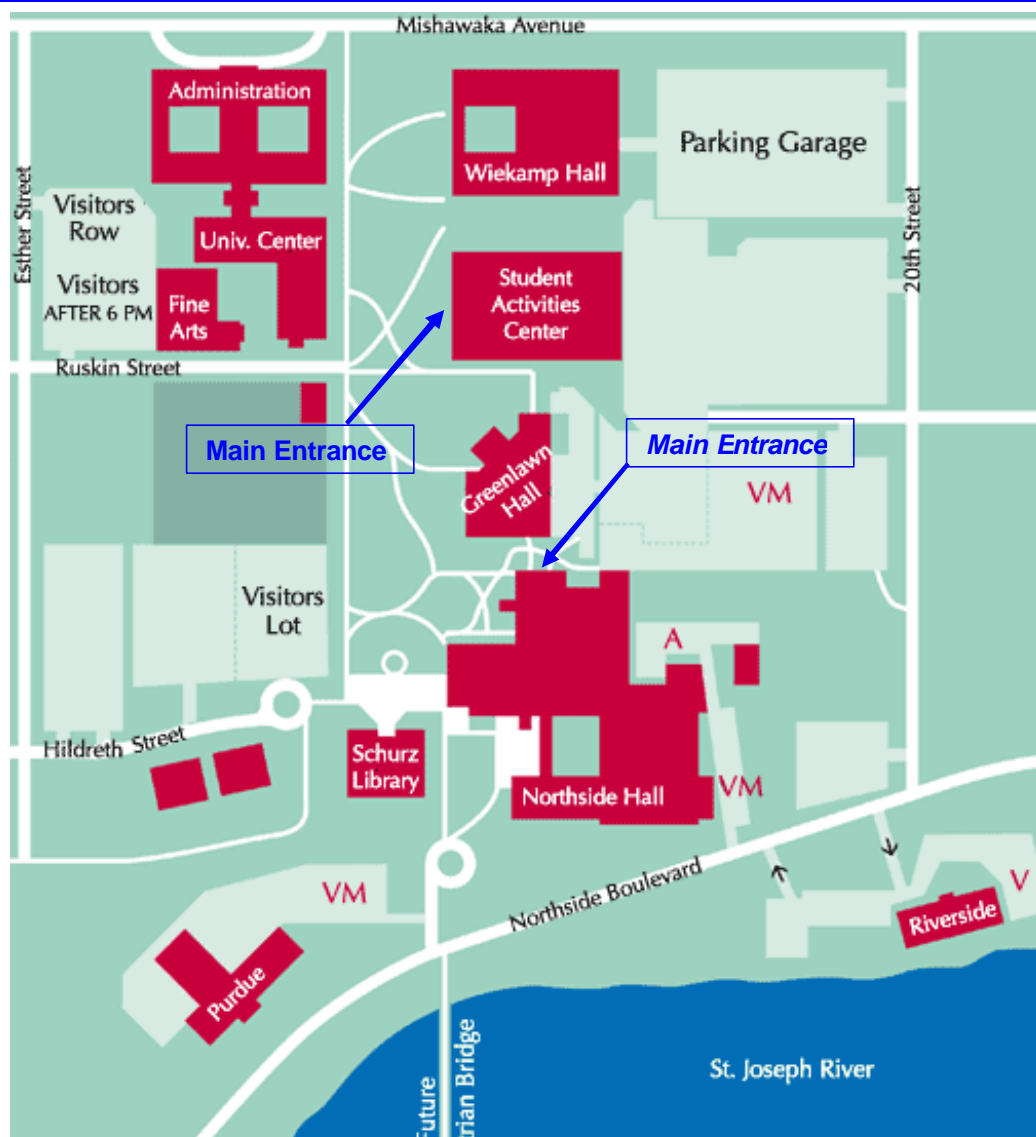 Mishawaka Avenue
Administration
Wiekamp Hall
Parking Garage
Esther Street
Visitors
Row
Univ. Center
20th Street
Visitors
AFTER 6 PM
Fine
Arts
Student
Activities
Center
Ruskin Street
Main Entrance
Main Entrance
Greenlawn
Hall
VM
Visitors
Lot
A
Hildreth Street
Schurz
Library
Northside Hall
VM
VM
Northside Boulevard
V
Riverside
Purdue
St. Joseph River
Future
trian Bridge